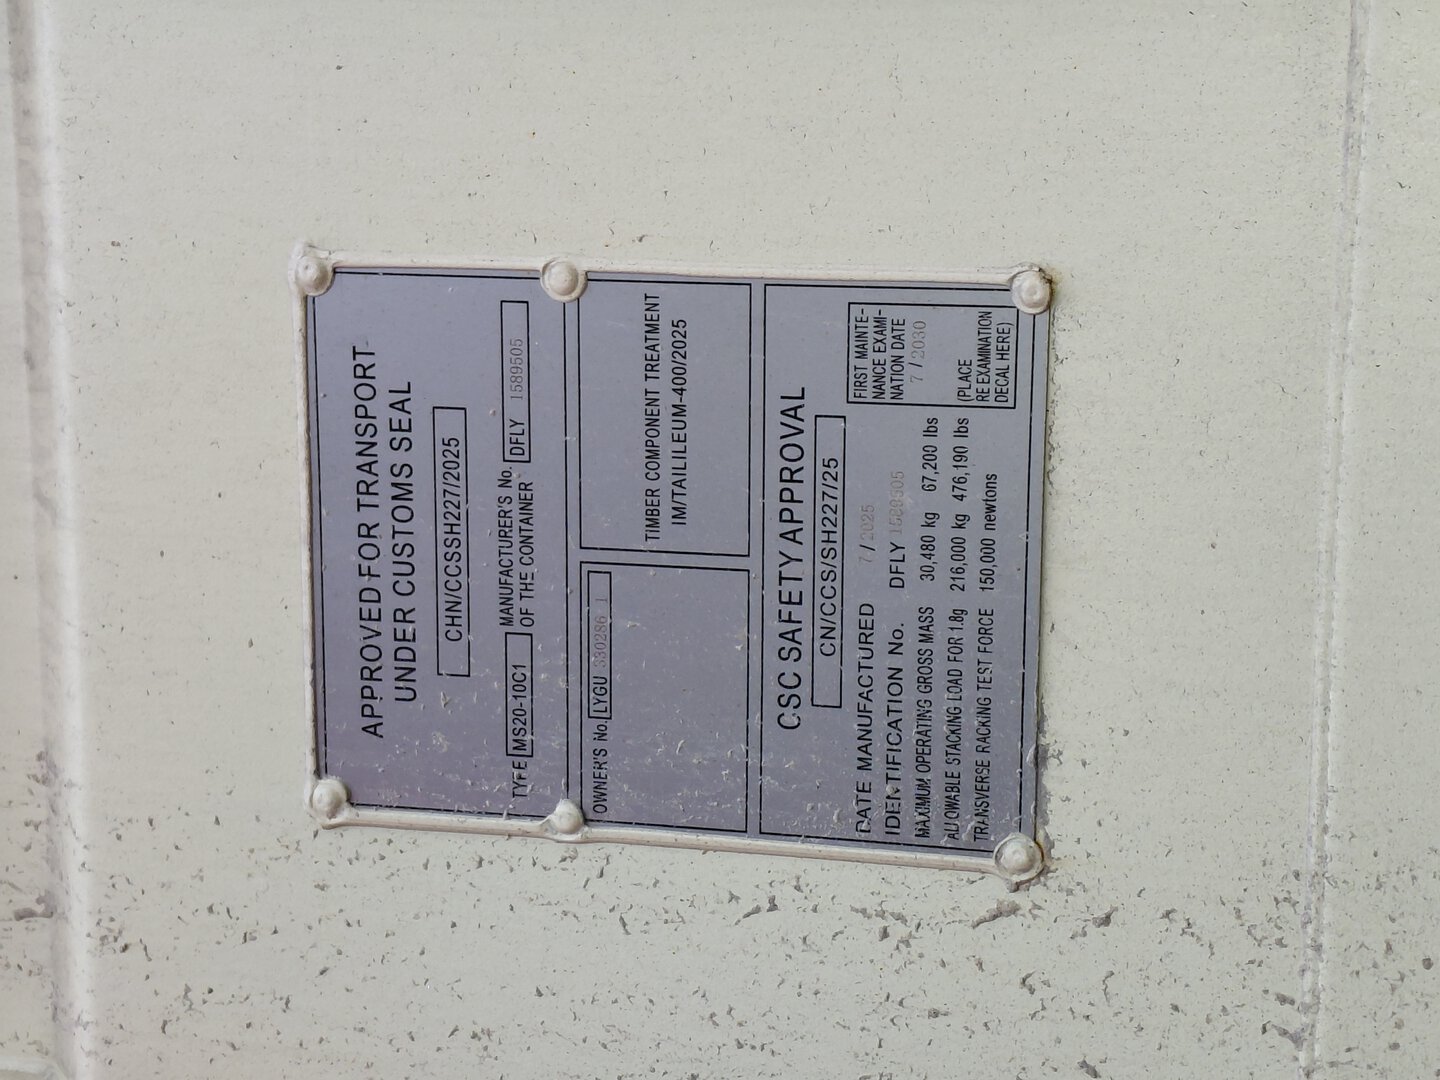 APPROVED FOR TRANSPORT
UNDER CUSTOMS SEAL
CHN/CCSSH227/2025
TYPE MS20-10C1 MANUFACTURER'S No. OF THE CONTAINER DFLY 1589505
OWNER'S No. LYGU 330286 1
TIMBER COMPONENT TREATMENT
IM/TAILILEUM-400/2025
CSC SAFETY APPROVAL
CN/CCS/SH227/25
DATE MANUFACTURED 7/2025
IDENTIFICATION No. DFLY 1589505
MAXIMUM OPERATING GROSS MASS 30,480 kg 67,200 lbs
ALLOWABLE STACKING LOAD FOR 1.8g 216,000 kg 476,190 lbs
TRANSVERSE RACKING TEST FORCE 150,000 newtons
FIRST MAINTE-
NANCE EXAMI-
NATION DATE
7/2030
(PLACE
RE EXAMINATION
DECAL HERE)